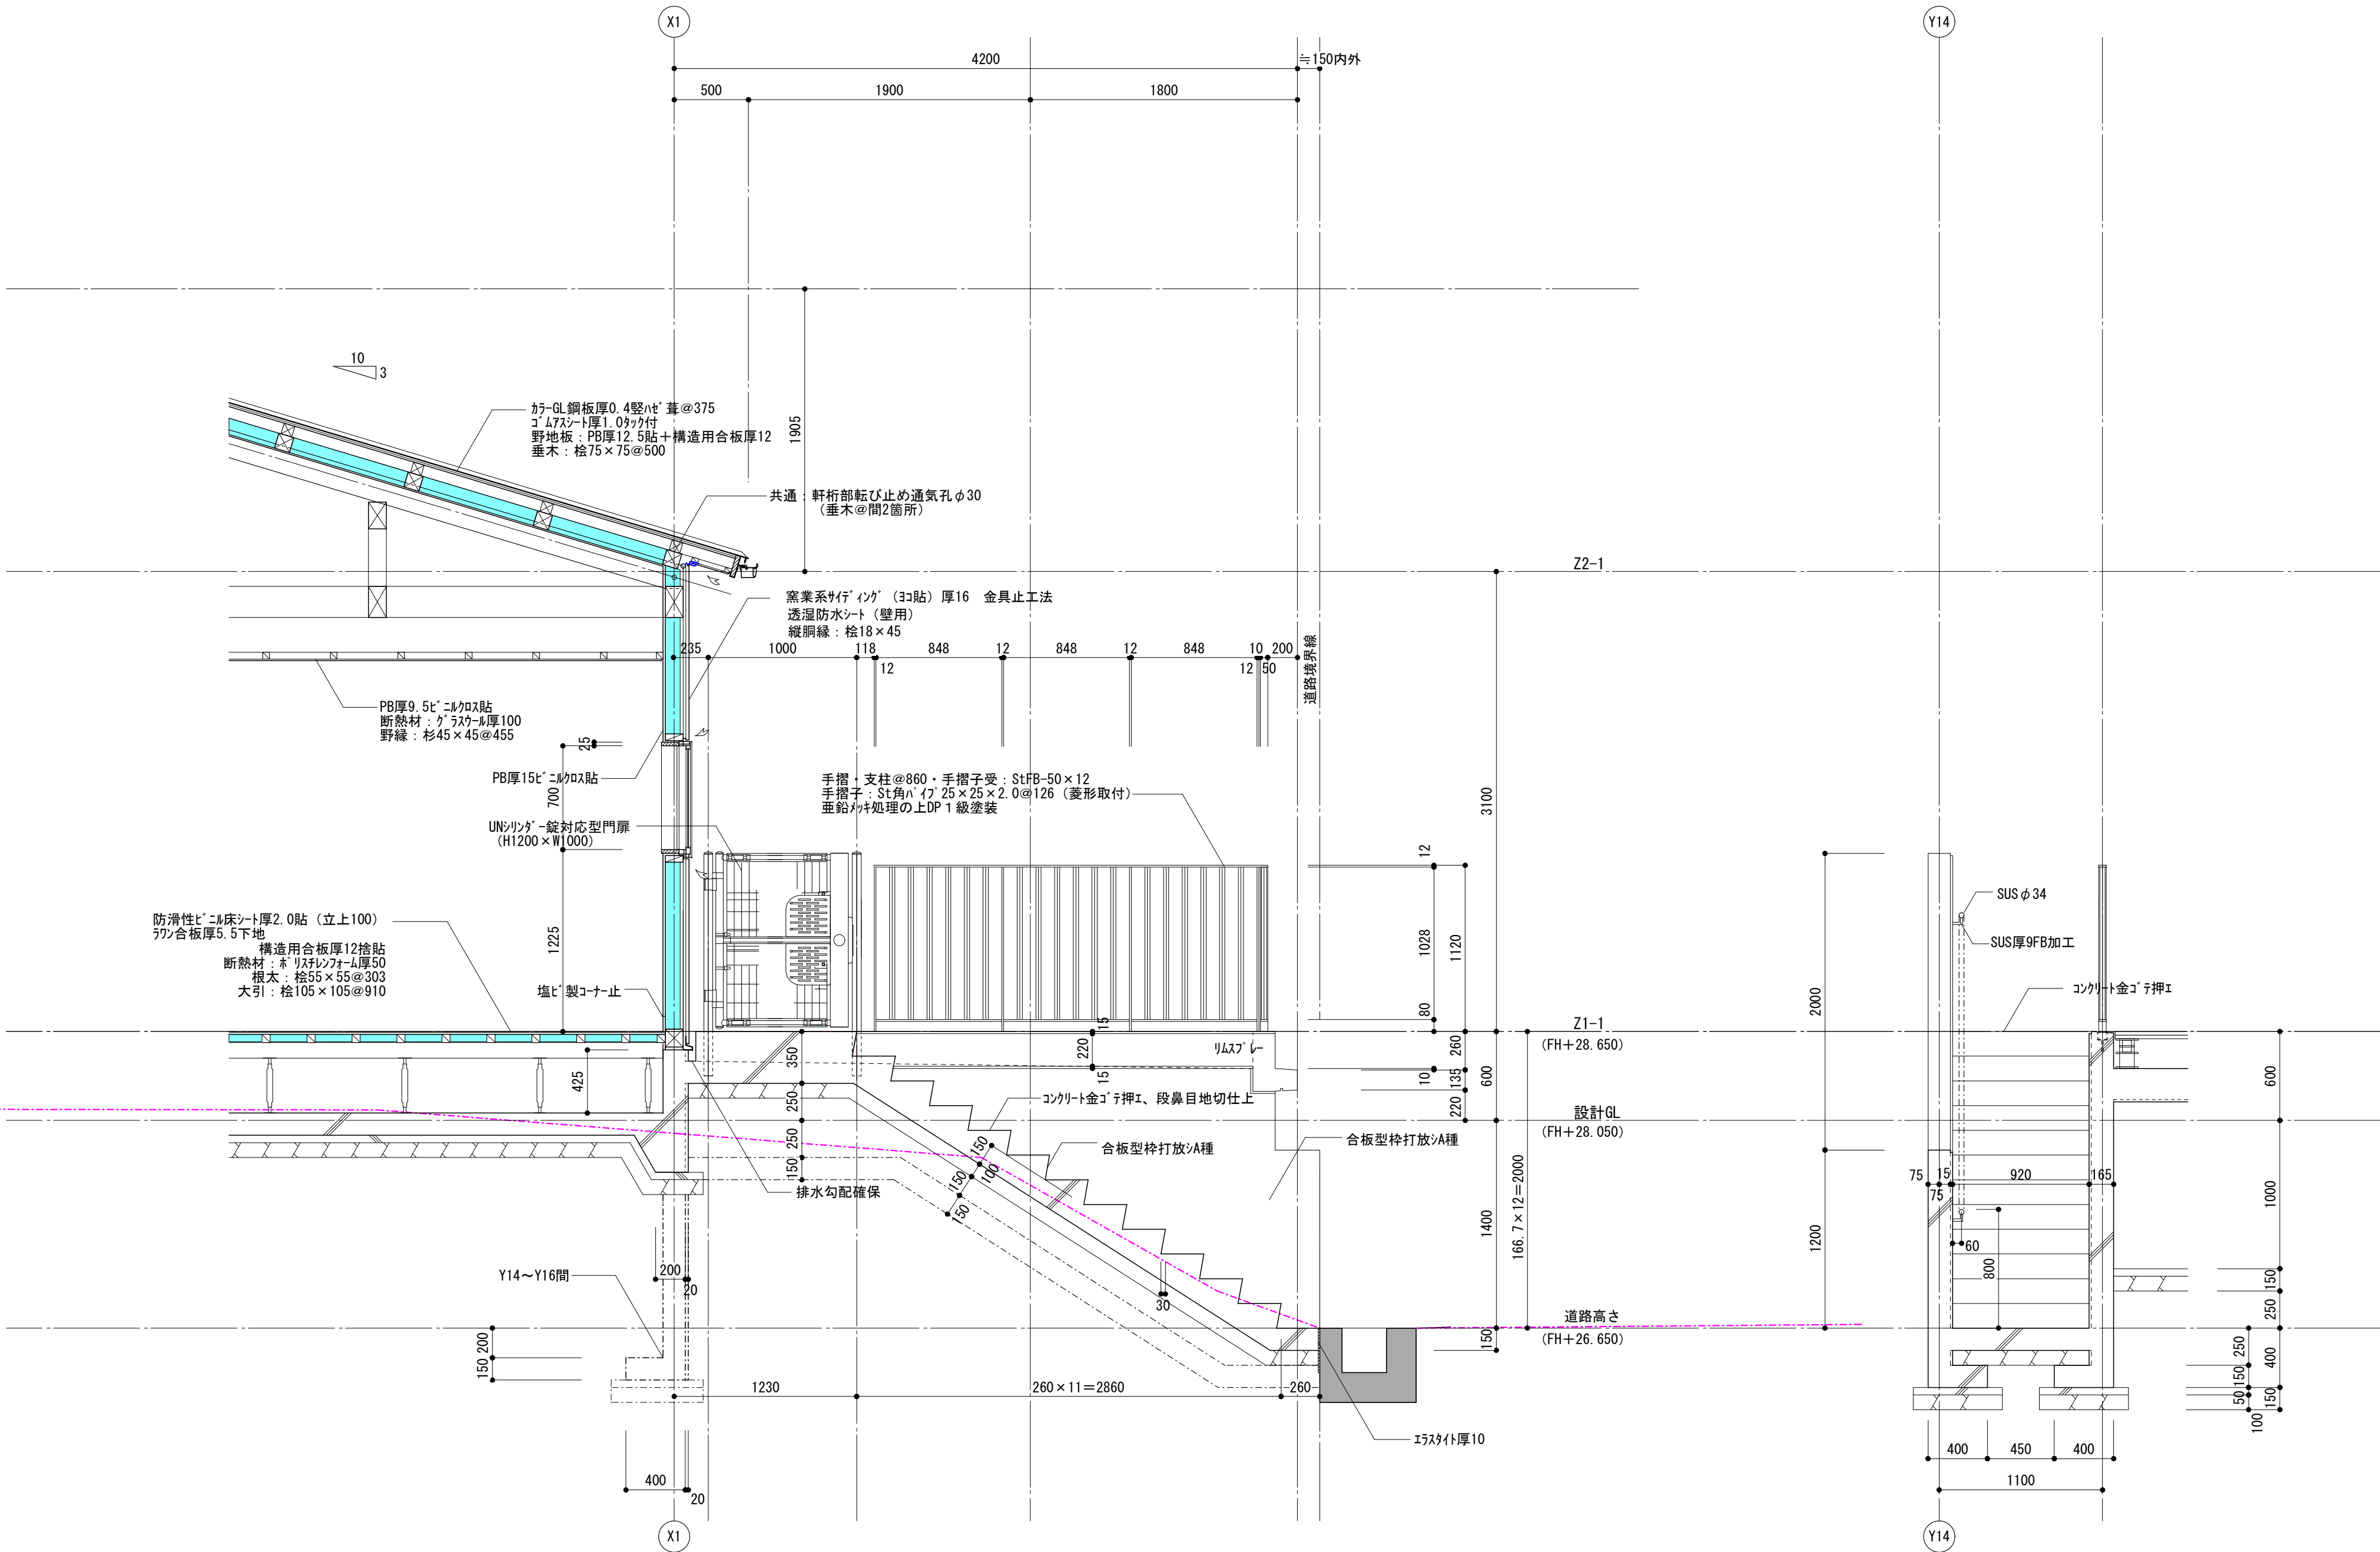 X1
Y14
4200
≒150内外
500
1900
1800
10
3
カラーGL鋼板厚0.4竪ハゼ葺@375
ゴムアスシート厚1.0タック付
野地板：PB厚12.5貼＋構造用合板厚12
垂木：桧75×75@500
1905
共通：軒桁部転び止め通気孔φ30
（垂木@間2箇所）
Z2-1
窯業系サイディング（ヨコ貼）厚16　金具止工法
透湿防水シート（壁用）
縦胴縁：桧18×45
235
1000
118
848
12
848
12
848
10
200
12
12
50
道路境界線
PB厚9.5ビニルクロス貼
断熱材：グラスウール厚100
野縁：杉45×45@455
25
PB厚15ビニルクロス貼
700
手摺・支柱@860・手摺子受：StFB-50×12
手摺子：St角パイプ25×25×2.0@126（菱形取付）
亜鉛メッキ処理の上DP１級塗装
3100
UNシリンダー錠対応型門扉
（H1200×W1000）
12
SUSφ34
防滑性ビニル床シート厚2.0貼（立上100）
ラワン合板厚5.5下地
構造用合板厚12捨貼
断熱材：ポリスチレンフォーム厚50
根太：桧55×55@303
大引：桧105×105@910
1225
1028
1120
SUS厚9FB加工
塩ビ製コーナー止
80
2000
コンクリート金ゴテ押エ
15
Z1-1
(FH＋28.650)
350
220
リムスプレー
260
425
15
10
135
600
600
250
コンクリート金ゴテ押エ、段鼻目地切仕上
220
設計GL
(FH＋28.050)
250
150
合板型枠打放シA種
合板型枠打放シA種
150
100
150
150
150
排水勾配確保
75
15
920
165
75
1000
166.7×12＝2000
1400
1200
Y14～Y16間
200
20
30
60
800
150
250
道路高さ
(FH＋26.650)
200
150
150
250
400
150
50
150
100
1230
260×11＝2860
260
エラスタイト厚10
400
450
400
400
20
1100
X1
Y14